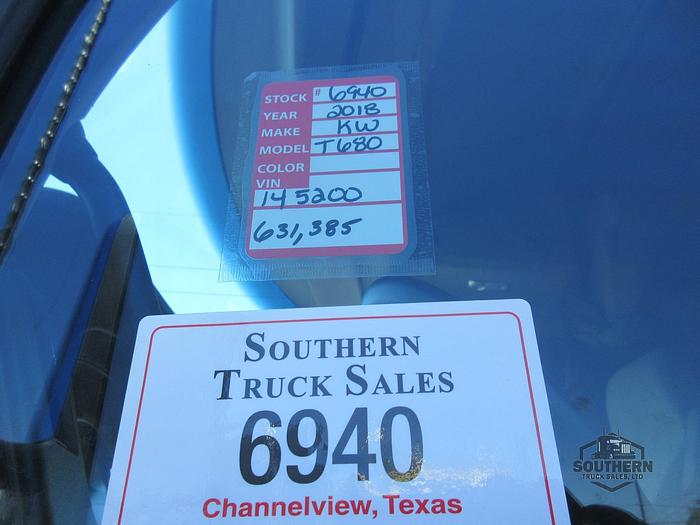 STOCK # 6940
YEAR 2018
MAKE KW
MODEL T680
COLOR
VIN
145200
631,385
SOUTHERN
TRUCK SALES
6940
Channelview, Texas
SOUTHERN
TRUCK SALES, LTD